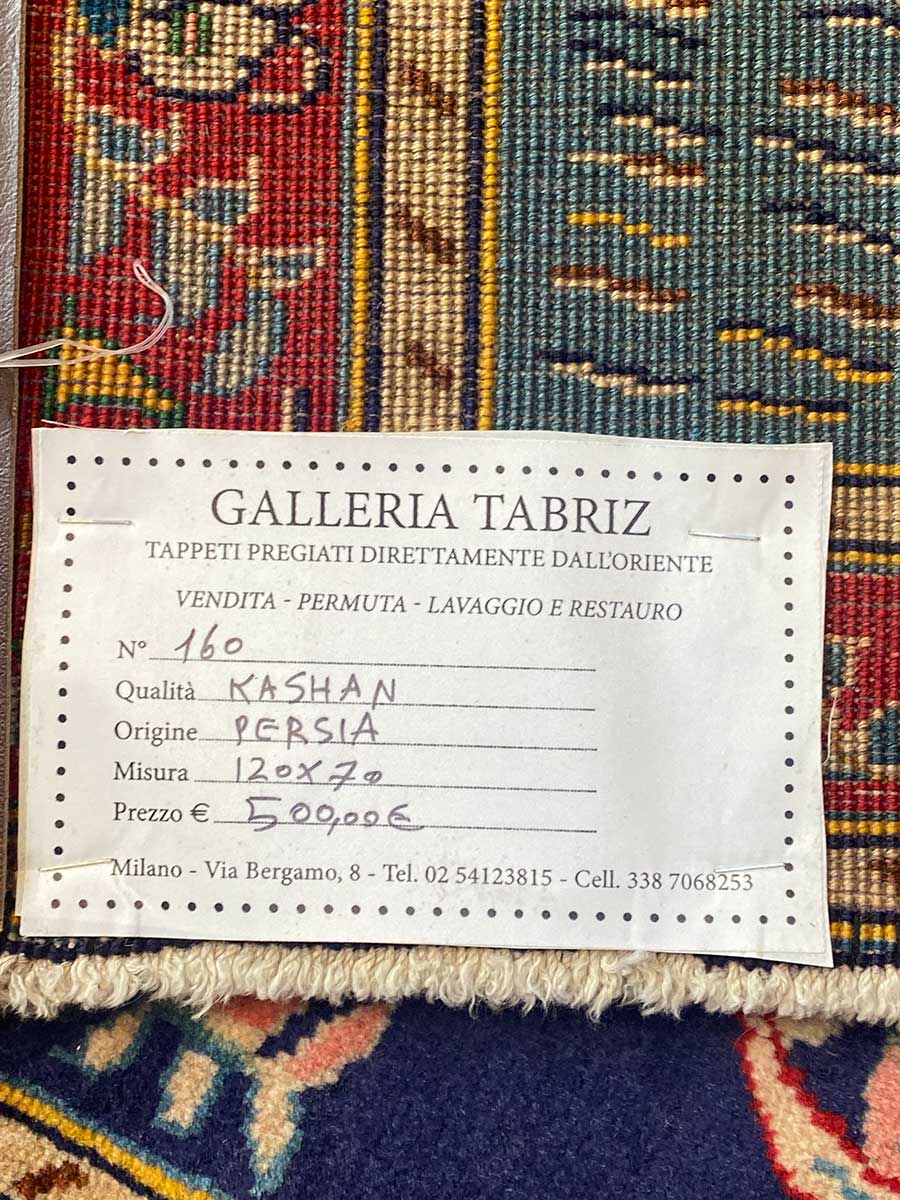 GALLERIA TABRIZ
TAPPETI PREGIATI DIRETTAMENTE DALL'ORIENTE
VENDITA - PERMUTA - LAVAGGIO E RESTAURO
N° 160
Qualità KASHAN
Origine PERSIA
Misura 120x70
Prezzo € 500,00€
Milano - Via Bergamo, 8 - Tel. 02 54123815 - Cell. 338 7068253